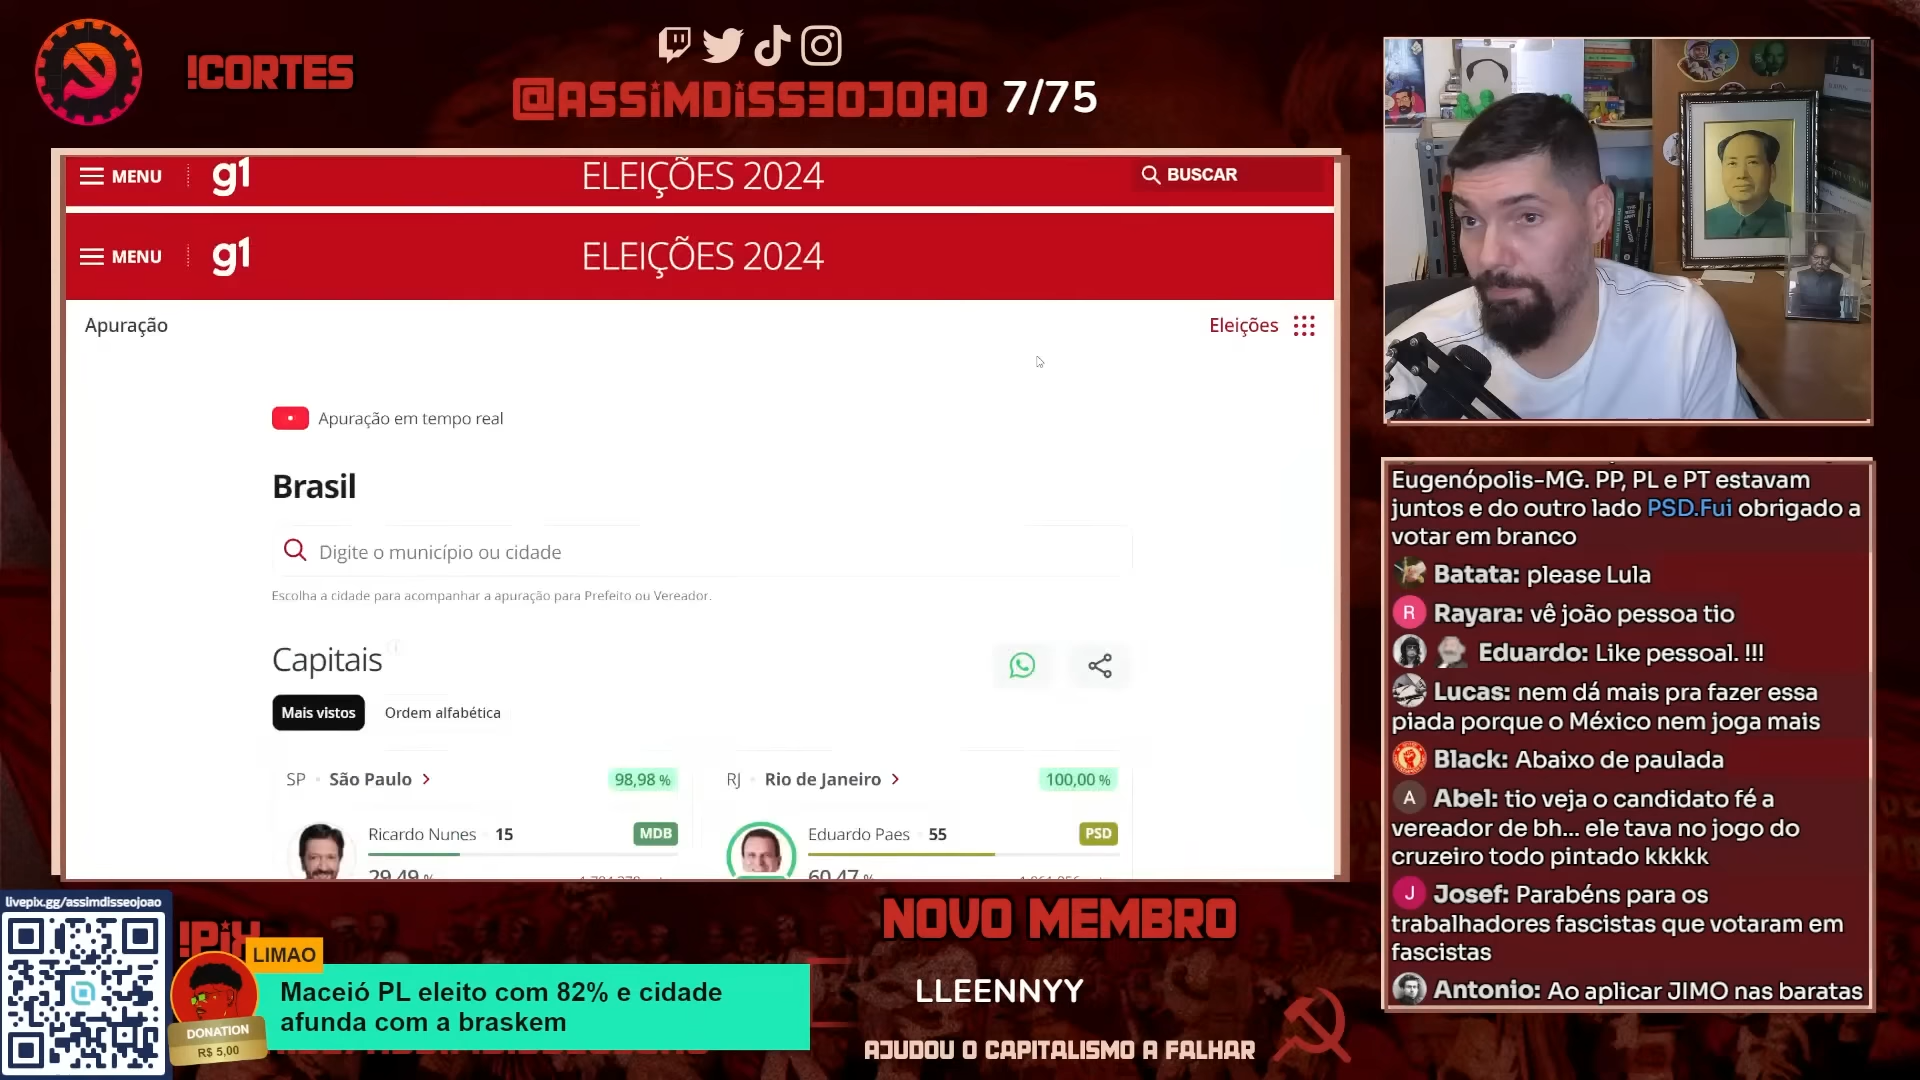 !CORTES
@ASSIMDISSEOJOAO 7/75
MENU g1 ELEIÇÕES 2024 BUSCAR
MENU g1 ELEIÇÕES 2024
Apuração Eleições
Apuração em tempo real
Brasil
Digite o município ou cidade
Escolha a cidade para acompanhar a apuração para Prefeito ou Vereador.
Capitais
Mais vistos Ordem alfabética
SP São Paulo 98,98 %
Ricardo Nunes 15 MDB
29,49 %
RJ Rio de Janeiro 100,00 %
Eduardo Paes 55 PSD
60,47 %
Eugenópolis-MG. PP, PL e PT estavam
juntos e do outro lado PSD.Fui obrigado a
votar em branco
Batata: please Lula
R Rayara: vê joão pessoa tio
Eduardo: Like pessoal. !!!
Lucas: nem dá mais pra fazer essa
piada porque o México nem joga mais
Black: Abaixo de paulada
A Abel: tio veja o candidato fé a
vereador de bh... ele tava no jogo do
cruzeiro todo pintado kkkkk
J Josef: Parabéns para os
trabalhadores fascistas que votaram em
fascistas
Antonio: Ao aplicar JIMO nas baratas
livepix.gg/assimdisseojoao
!PIX
LIMAO
Maceió PL eleito com 82% e cidade
afunda com a braskem
DONATION
R$ 5,00
NOVO MEMBRO
LLEENNYY
AJUDOU O CAPITALISMO A FALHAR